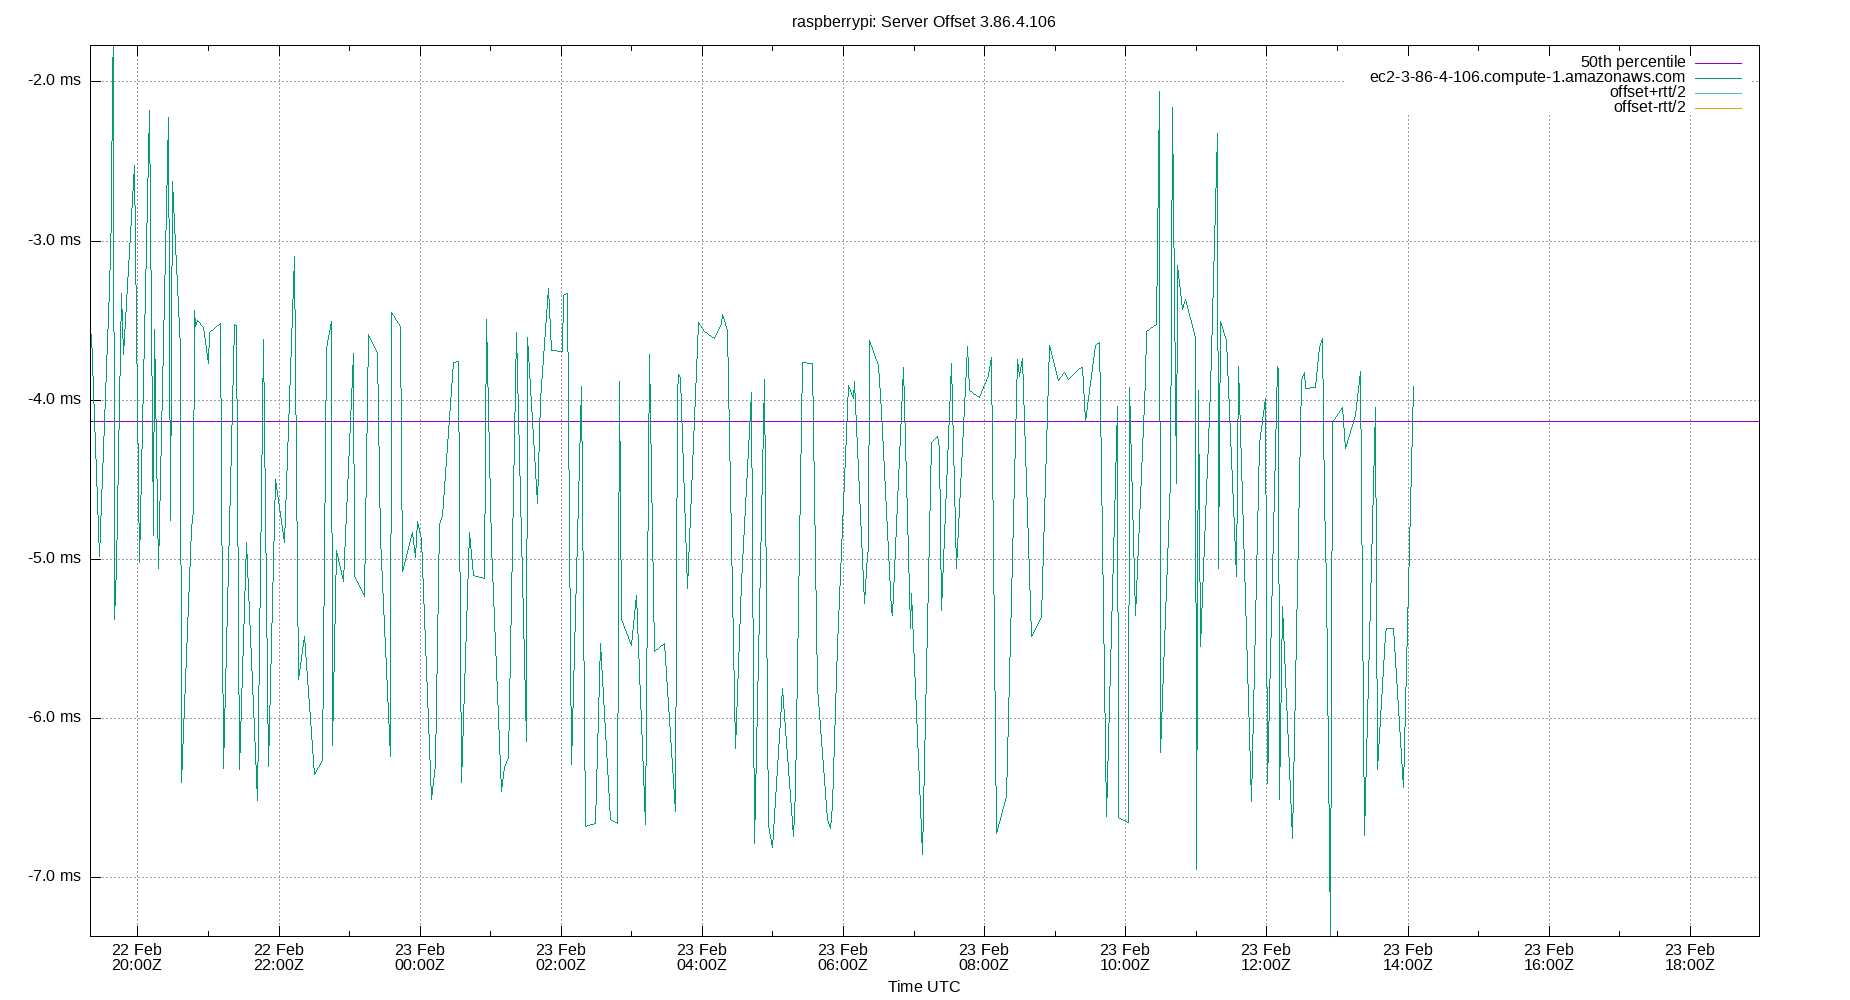 raspberrypi: Server Offset 3.86.4.106
50th percentile
ec2-3-86-4-106.compute-1.amazonaws.com
offset+rtt/2
offset-rtt/2
-2.0 ms
-3.0 ms
-4.0 ms
-5.0 ms
-6.0 ms
-7.0 ms
22 Feb 22 Feb 23 Feb 23 Feb 23 Feb 23 Feb 23 Feb 23 Feb 23 Feb 23 Feb 23 Feb 23 Feb
20:00Z 22:00Z 00:00Z 02:00Z 04:00Z 06:00Z 08:00Z 10:00Z 12:00Z 14:00Z 16:00Z 18:00Z
Time UTC